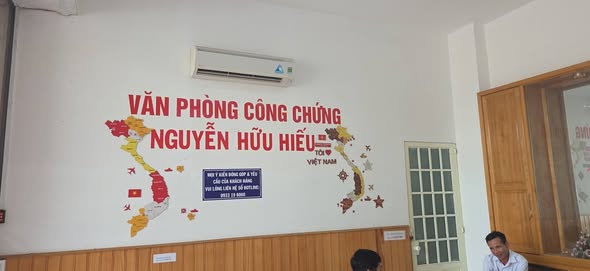 VĂN PHÒNG CÔNG CHỨNG
NGUYỄN HỮU HIẾU
TÔI
VIỆT NAM
MỌI Ý KIẾN ĐÓNG GÓP & YÊU
CẦU CỦA KHÁCH HÀNG
VUI LÒNG LIÊN HỆ SỐ HOTLINE: